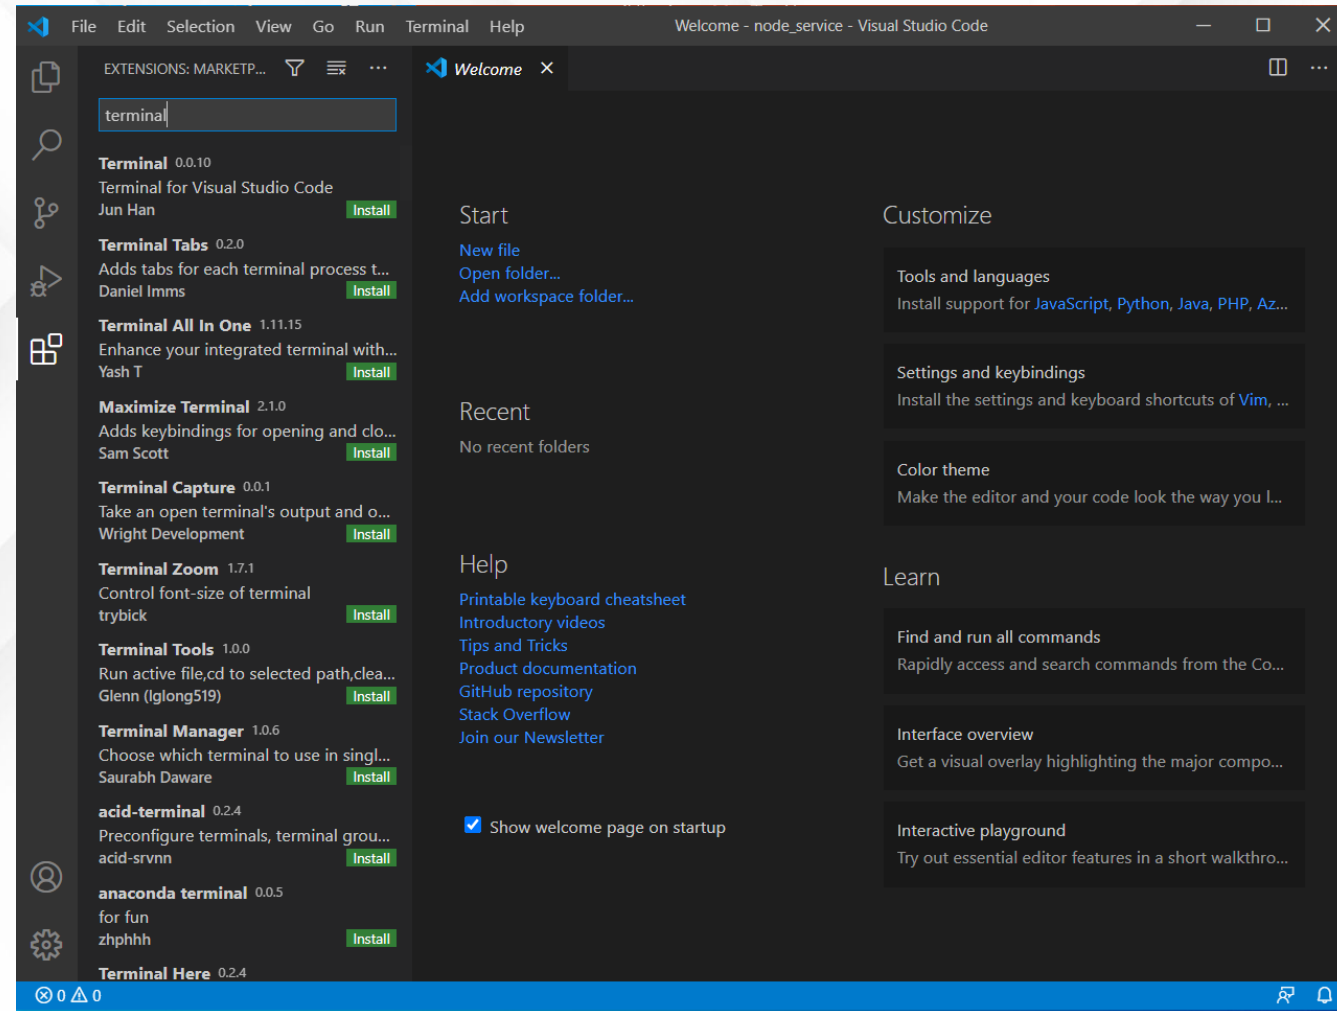 File Edit Selection View Go Run Terminal Help
Welcome - node_service - Visual Studio Code
EXTENSIONS: MARKETP...
Welcome
terminal
Terminal 0.0.10
Terminal for Visual Studio Code
Jun Han Install
Terminal Tabs 0.2.0
Adds tabs for each terminal process t...
Daniel Imms Install
Terminal All In One 1.11.15
Enhance your integrated terminal with...
Yash T Install
Maximize Terminal 2.1.0
Adds keybindings for opening and clo...
Sam Scott Install
Terminal Capture 0.0.1
Take an open terminal's output and o...
Wright Development Install
Terminal Zoom 1.7.1
Control font-size of terminal
trybick Install
Terminal Tools 1.0.0
Run active file,cd to selected path,clea...
Glenn (lglong519) Install
Terminal Manager 1.0.6
Choose which terminal to use in singl...
Saurabh Daware Install
acid-terminal 0.2.4
Preconfigure terminals, terminal grou...
acid-srvnn Install
anaconda terminal 0.0.5
for fun
zhphhh Install
Terminal Here 0.2.4
Start
New file
Open folder...
Add workspace folder...
Recent
No recent folders
Help
Printable keyboard cheatsheet
Introductory videos
Tips and Tricks
Product documentation
GitHub repository
Stack Overflow
Join our Newsletter
Show welcome page on startup
Customize
Tools and languages
Install support for JavaScript, Python, Java, PHP, Az...
Settings and keybindings
Install the settings and keyboard shortcuts of Vim, ...
Color theme
Make the editor and your code look the way you l...
Learn
Find and run all commands
Rapidly access and search commands from the Co...
Interface overview
Get a visual overlay highlighting the major compo...
Interactive playground
Try out essential editor features in a short walkthro...
0 0